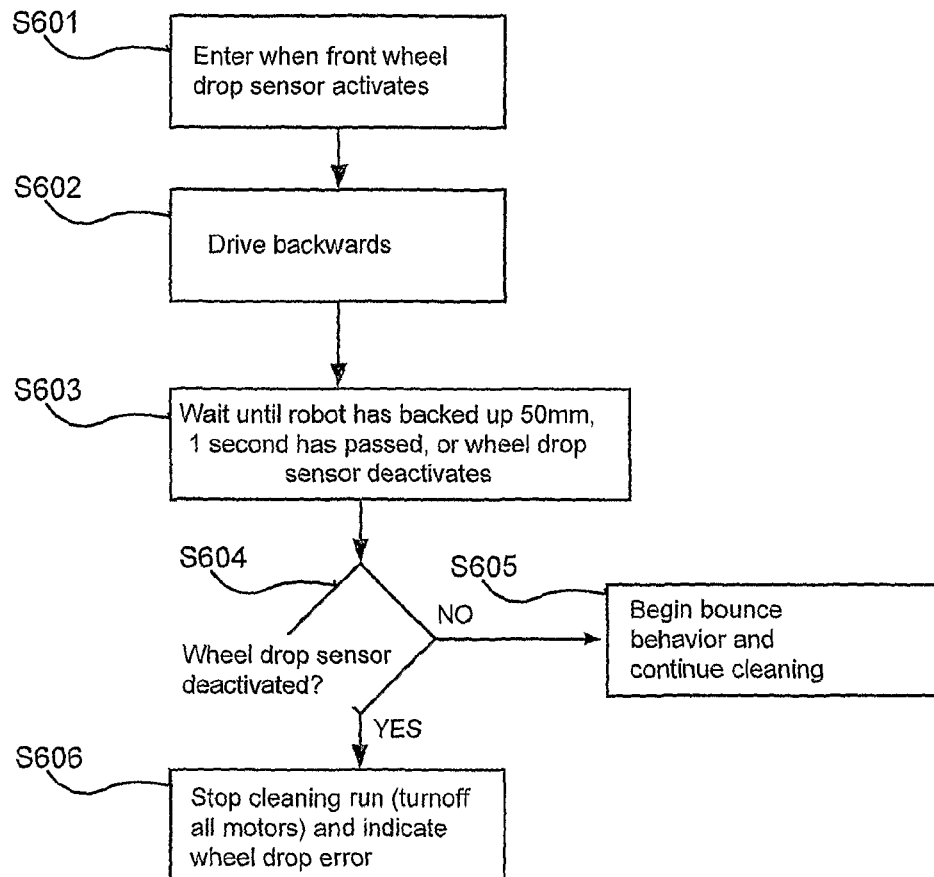 S601
Enter when front wheel
drop sensor activates
S602
Drive backwards
S603
Wait until robot has backed up 50mm,
1 second has passed, or wheel drop
sensor deactivates
S604
Wheel drop sensor
deactivated?
NO
S605
Begin bounce
behavior and
continue cleaning
YES
S606
Stop cleaning run (turnoff
all motors) and indicate
wheel drop error